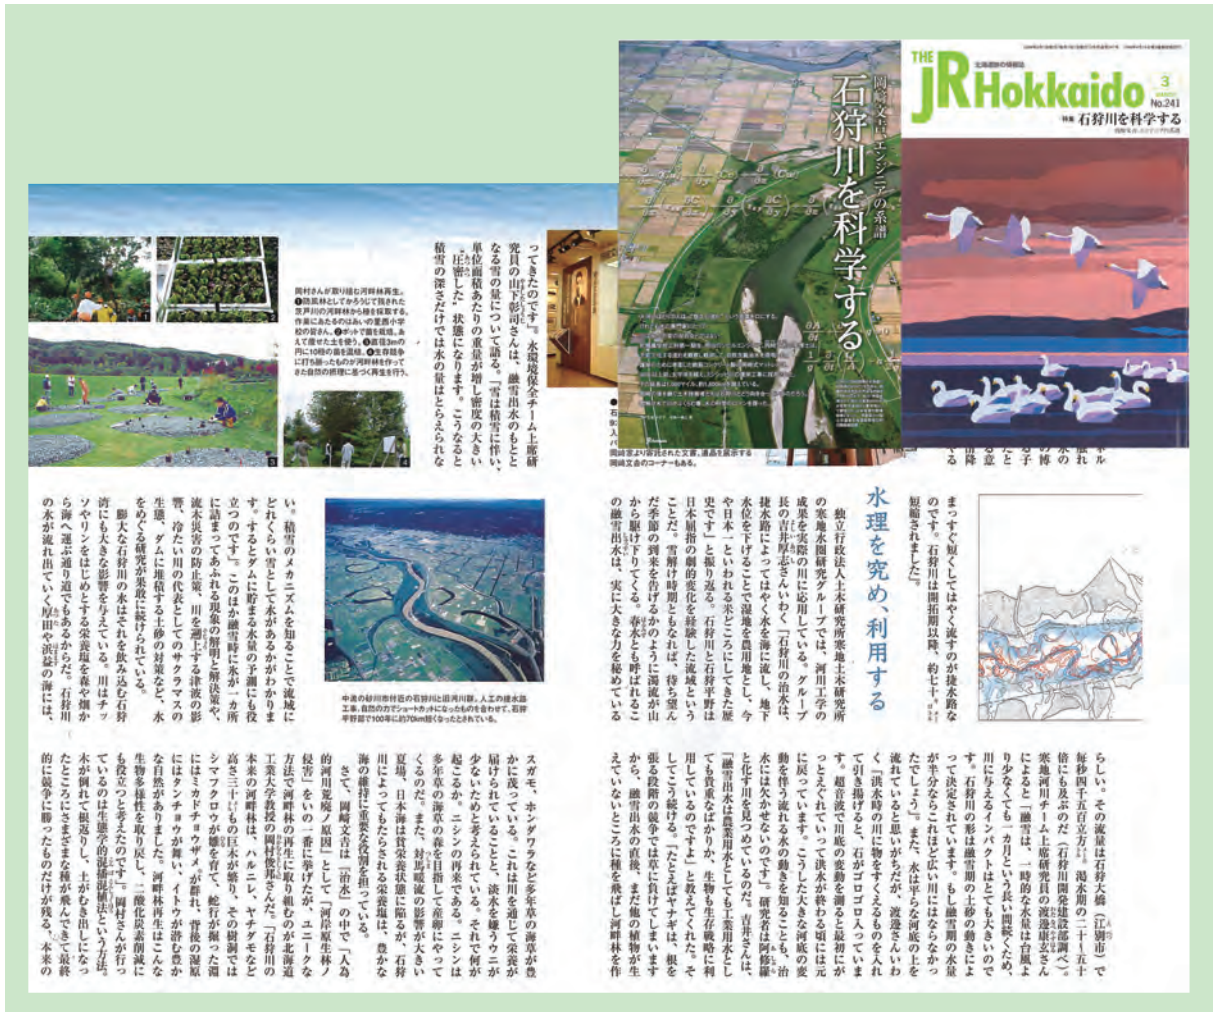 THE
JR Hokkaido
北海道旅の情報誌
3
No.241
特集 石狩川を科学する
岡﨑文吉、エンジニアの系譜
石狩川を科学する
岡﨑家より寄託された文書、遺品を展示する
岡﨑文吉のコーナーもある。
まっすぐ短くしてはやく流すのが捷水路な
のです。石狩川は開拓期以降、約七十㌔
短縮されました」。
水理を究め、利用する
独立行政法人土木研究所寒地土木研究所
の寒地水圏研究グループでは、河川工学の
成果を実際の川に応用している。グループ
長の吉井厚志さんいわく「石狩川の治水は、
捷水路によってはやく水を海に流し、地下
水位を下げることで湿地を農用地とし、今
や日本一といわれる米どころにしてきた歴
史です」と振り返る。石狩川と石狩平野は
日本屈指の劇的変化を経験した流域という
ことだ。雪解け時期ともなれば、待ち望ん
だ季節の到来を告げるかのように濁流が山
から駆け下りてくる。春水とも呼ばれるこ
の融雪出水は、実に大きな力を秘めている
らしい。その流量は石狩大橋（江別市）で
毎秒四千五百立方㍍、渇水期の二十一五十
倍にも及ぶのだ（石狩川開発建設部調べ）。
寒地河川チーム上席研究員の渡邊康玄さん
によると「融雪は、一時的な水量は台風よ
り少なくても一カ月という長い間続くため、
川に与えるインパクトはとても大きいので
す。石狩川の形は融雪期の土砂の動きによ
って決定されています。もし融雪期の水量
が半分ならこれほど広い川にはならなかっ
たでしょう」。また、水は平らな河底の上を
流れていると思いがちだが、渡邊さんいわ
く「洪水時の川に物をすくえるものを入れ
て引き揚げると、石がゴロゴロ入っていま
す。超音波で川底の変動を測ると最初にが
っとえぐれていって洪水が終わる頃には元
に戻っています。こうした大きな河底の変
動を伴う流れる水の動きを知ることも、治
水には欠かせないのです」。研究者は阿修羅
と化す川を見つめているのだ。吉井さんは、
「融雪出水は農業用水としても工業用水とし
ても貴重なばかりか、生物も生存戦略に利
用しているのですよ」と教えてくれた。そ
してこう続ける。「たとえばヤナギは、根を
張る段階の競争では草に負けてしまいます
から、融雪出水の直後、まだ他の植物が生
えていないところに種を飛ばし河畔林を作
ってきたのです」。水環境保全チーム上席研
究員の山下彰司さんは、融雪出水のもとと
なる雪の量について語る。「雪は積雪に伴い、
単位面積あたりの重量が増し密度の大きい
“圧密した”状態になります。こうなると
積雪の深さだけでは水の量はとらえられな
岡村さんが取り組む河畔林再生。
❶防風林としてかろうじて残された
茨戸川の河畔林から種を採取する。
作業にあたるのはあいの里西小学
校の皆さん。❷ポットで苗を栽培。あ
えて痩せた土を使う。❸直径3mの
円に10種の苗を混植。❹生存競争
に打ち勝ったものが河畔林を作って
きた自然の摂理に基づく再生を行う。
3
4
い。積雪のメカニズムを知ることで流域に
どれくらい雪として水があるかがわかりま
す。するとダムに貯まる水量の予測にも役
立つのです」。このほか融雪時に氷が一カ所
に詰まってあふれる現象の解明と解決策や、
流木災害の防止策、川を遡上する津波の影
響、冷たい川の代表としてのサクラマスの
生態、ダムに堆積する土砂の対策など、水
をめぐる研究が果敢に続けられている。
膨大な石狩川の水はそれを飲み込む石狩
湾にも大きな影響を与えている。川はチッ
ソやリンをはじめとする栄養塩を森や畑か
ら海へ運ぶ通り道でもあるからだ。石狩川
の水が流れ出ていく厚田や浜益の海には、
中流の砂川市付近の石狩川と旧河川群。人工の捷水路
工事、自然の力でショートカットになったものを合わせて、石狩
平野部で100年に約70km短くなったとされている。
スガモ、ホンダワラなど多年草の海草が豊
かに茂っている。これは川を通じて栄養が
届けられていることと、淡水を嫌うウニが
少ないためと考えられている。それで何が
起こるか。ニシンの再来である。ニシンは
多年草の海草の森を目指して産卵にやって
くるのだ。また、対馬暖流の影響が大きい
夏場、日本海は貧栄養状態に陥るが、石狩
川によってもたらされる栄養塩は、豊かな
海の維持に重要な役割を担っている。
さて、岡﨑文吉は『治水』の中で「人為
的河川荒廃ノ原因」として「河岸原生林ノ
侵害」をいの一番に挙げたが、ユニークな
方法で河畔林の再生に取り組むのが北海道
工業大学教授の岡村俊邦さんだ。「石狩川の
本来の河畔林は、ハルニレ、ヤチダモなど
高さ三十㍍もの巨木が繁り、その樹洞では
シマフクロウが雛を育て、蛇行が掘った淵
にはミカドチョウザメが群れ、背後の湿原
にはタンチョウが舞い、イトウが潜む豊か
な自然がありました。河畔林再生はこんな
生物多様性を取り戻し、二酸化炭素削減に
も役立つと考えたのです」。岡村さんが行っ
ているのは生態学的混播混植法という方法。
木が倒れて根返りし、土がむき出しになっ
たところにさまざまな種が飛んできて最終
的に競争に勝ったものだけが残る、本来の